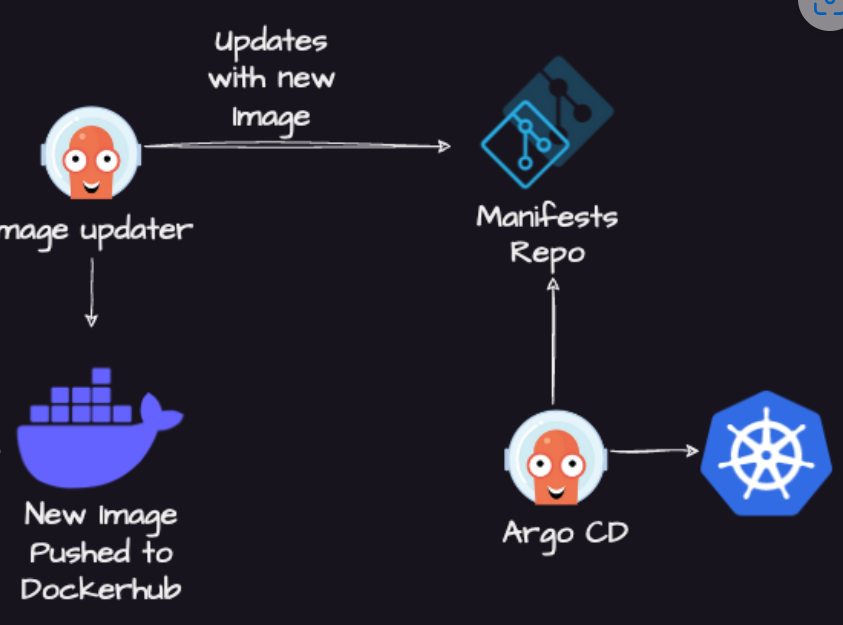 Updates
with new
Image
mage updater
Manifests
Repo
New Image
Pushed to
Dockerhub
Argo CD